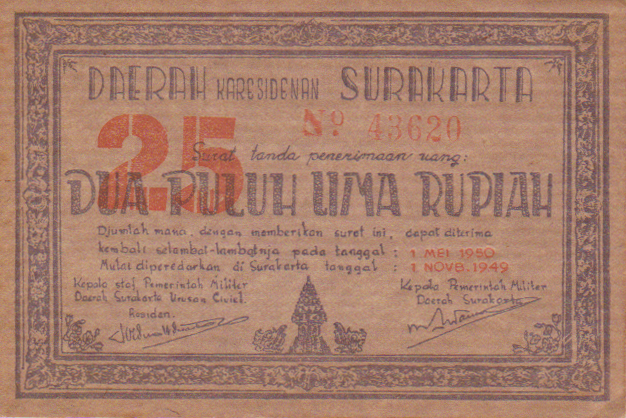 DAERAH KARESIDENAN SURAKARTA
25
No 43620
Surat tanda penerimaan uang:
DUA PULUH LIMA RUPIAH
Djumlah mana, dengan memberikan suret ini, dapat diterima
kembali selambat-lambatnja pada tanggal : 1 MEI 1950
Mulai diperedarkan di Surakarta tanggal : 1 NOVB. 1949
Kepala staf Pemerintah Militer
Daerah Surakarta Urusan Civiel.
Residen.
Kepala Pemerintah Militer
Daerah Surakarta